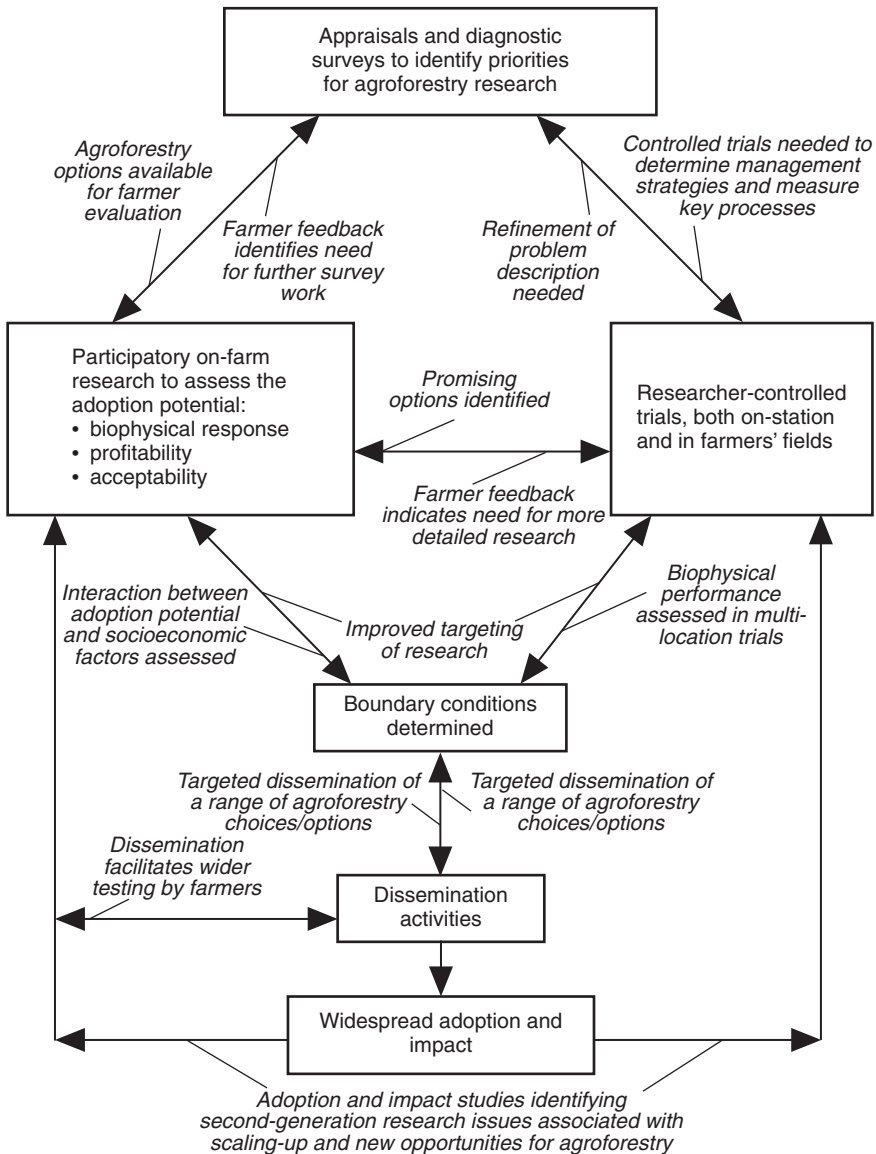 Appraisals and diagnostic
surveys to identify priorities
for agroforestry research
Agroforestry
options available
for farmer
evaluation
Farmer feedback
identifies need
for further survey
work
Refinement of
problem
description
needed
Controlled trials needed to
determine management
strategies and measure
key processes
Participatory on-farm
research to assess the
adoption potential:
• biophysical response
• profitability
• acceptability
Promising
options identified
Farmer feedback
indicates need for more
detailed research
Researcher-controlled
trials, both on-station
and in farmers' fields
Interaction between
adoption potential
and socioeconomic
factors assessed
Improved targeting
of research
Biophysical
performance
assessed in multi-
location trials
Boundary conditions
determined
Targeted dissemination of
a range of agroforestry
choices/options
Targeted dissemination of
a range of agroforestry
choices/options
Dissemination
facilitates wider
testing by farmers
Dissemination
activities
Widespread adoption and
impact
Adoption and impact studies identifying
second-generation research issues associated with
scaling-up and new opportunities for agroforestry